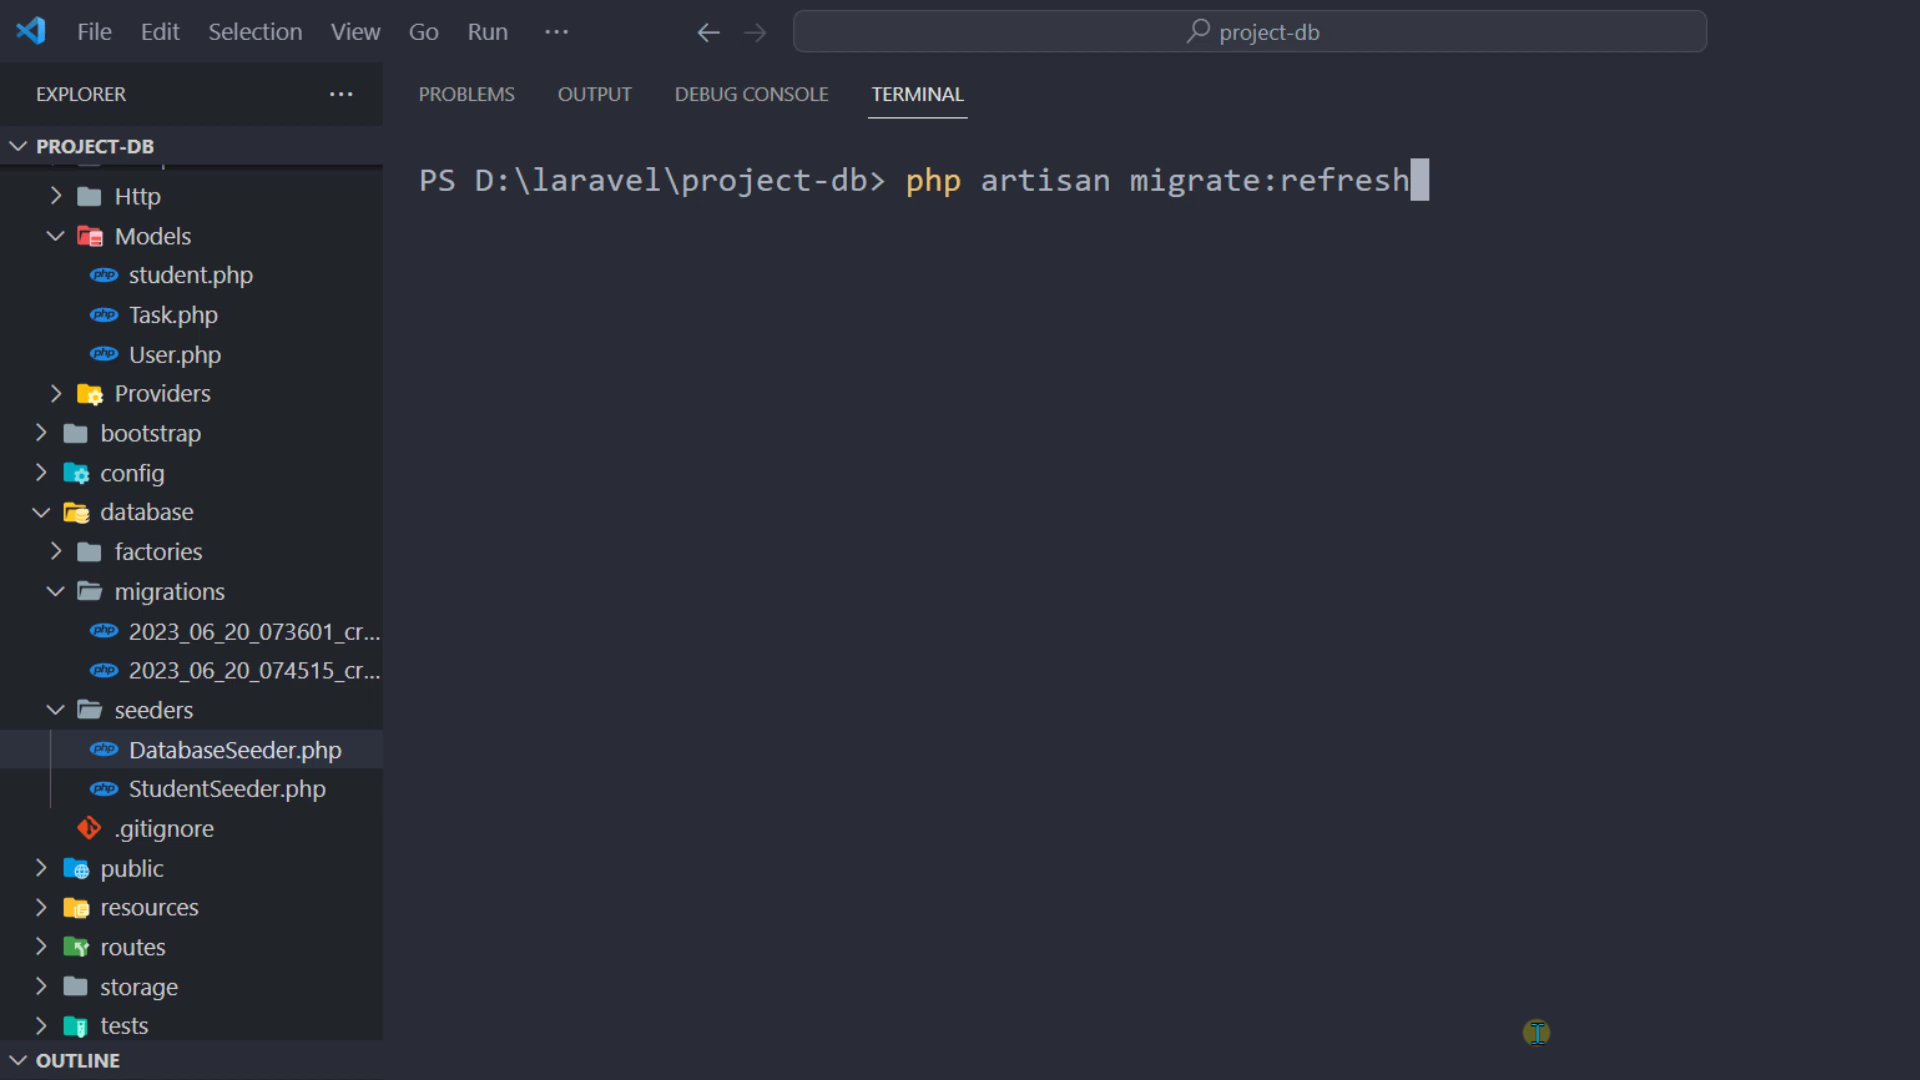 File Edit Selection View Go Run ···
project-db
EXPLORER ···
PROBLEMS OUTPUT DEBUG CONSOLE TERMINAL
PROJECT-DB
PS D:\laravel\project-db> php artisan migrate:refresh
Http
Models
student.php
Task.php
User.php
Providers
bootstrap
config
database
factories
migrations
2023_06_20_073601_cr...
2023_06_20_074515_cr...
seeders
DatabaseSeeder.php
StudentSeeder.php
.gitignore
public
resources
routes
storage
tests
OUTLINE